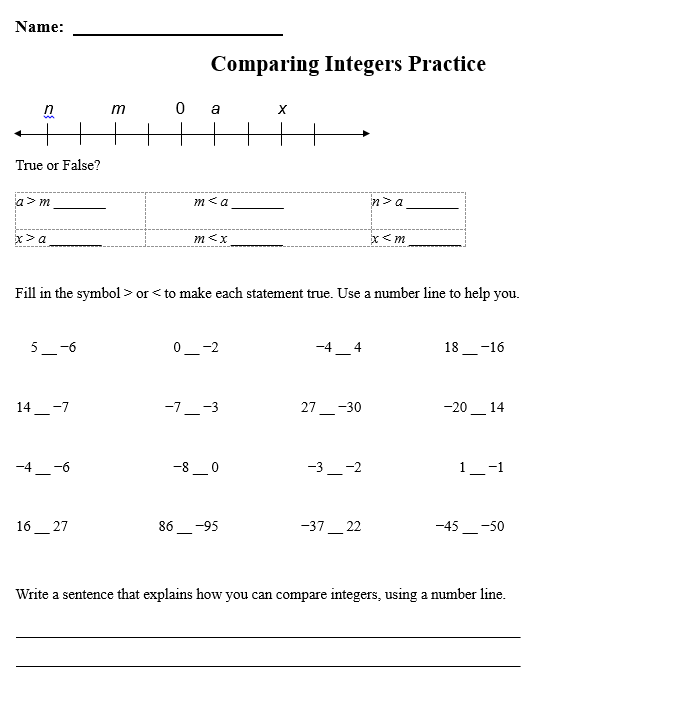 Name: ____________________
Comparing Integers Practice
n m 0 a x
True or False?
a > m _______ m < a _______ n > a _______
x > a _______ m < x _______ x < m _______
Fill in the symbol > or < to make each statement true. Use a number line to help you.
5 __ −6 0 __ −2 −4 __ 4 18 __ −16
14 __ −7 −7 __ −3 27 __ −30 −20 __ 14
−4 __ −6 −8 __ 0 −3 __ −2 1 __ −1
16 __ 27 86 __ −95 −37 __ 22 −45 __ −50
Write a sentence that explains how you can compare integers, using a number line.